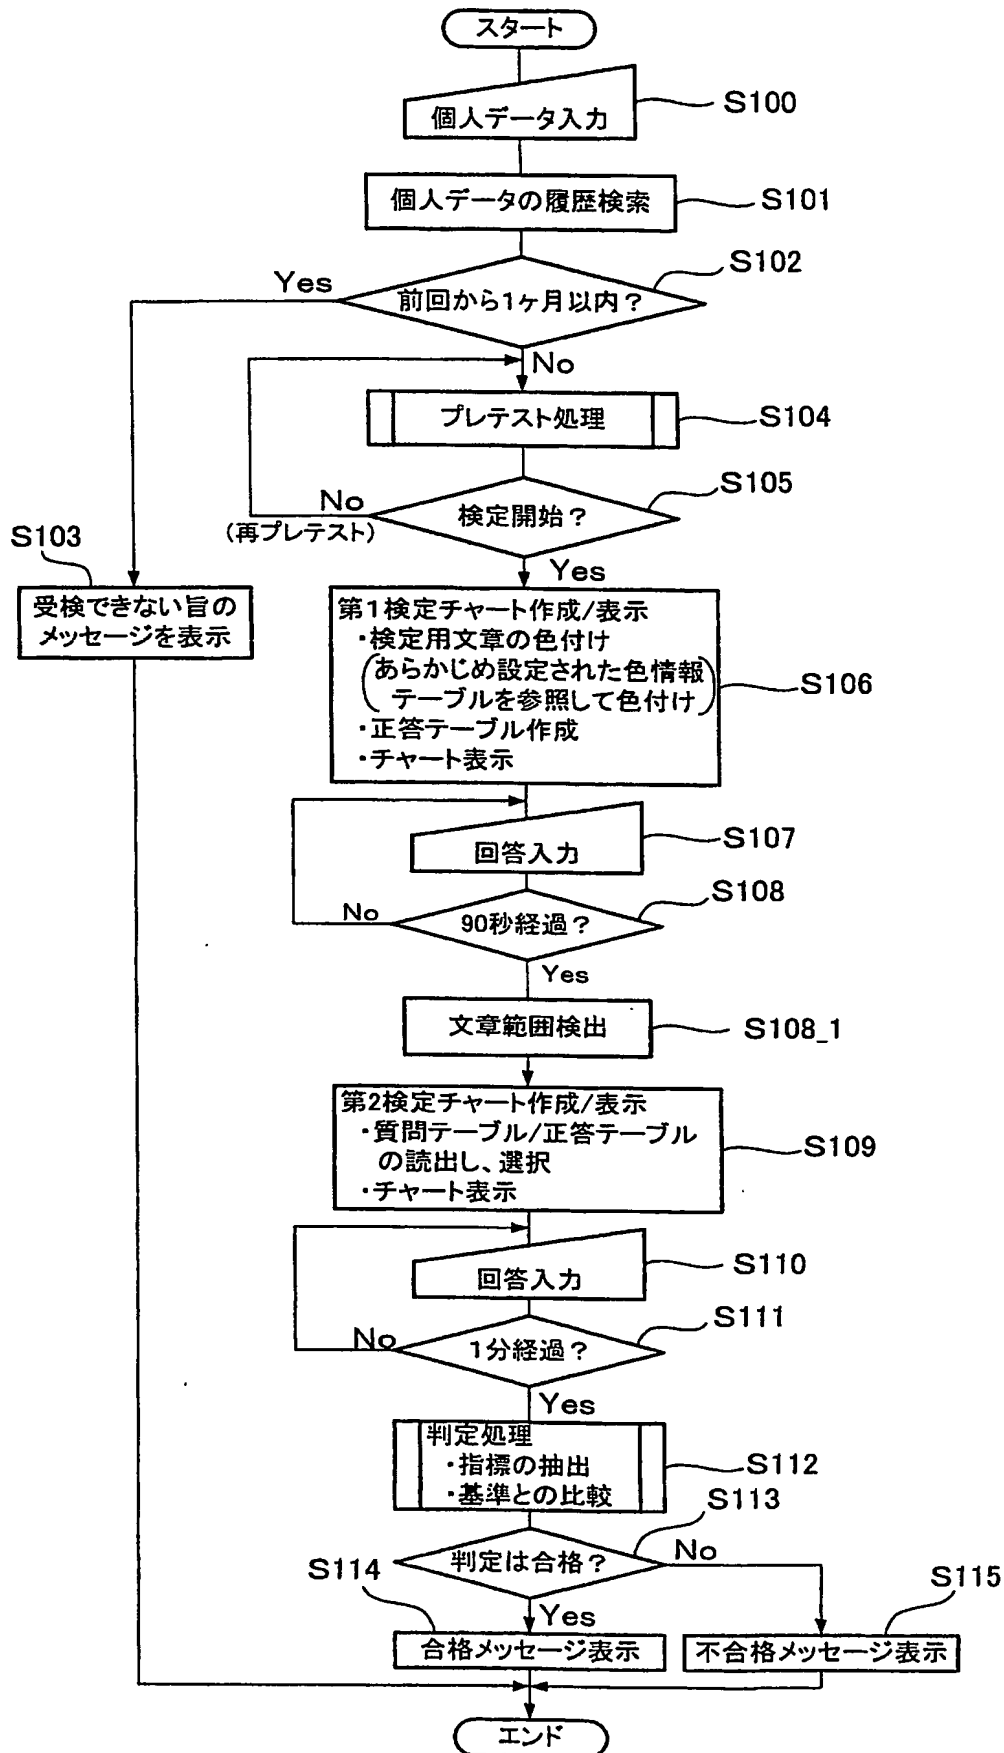 スタート
個人データ入力
S100
個人データの履歴検索
S101
S102
Yes
前回から1ヶ月以内?
No
プレテスト処理
S104
S105
No
検定開始?
(再プレテスト)
Yes
S103
受検できない旨の
メッセージを表示
第1検定チャート作成/表示
・検定用文章の色付け
(あらかじめ設定された色情報
テーブルを参照して色付け)
・正答テーブル作成
・チャート表示
S106
回答入力
S107
S108
No
90秒経過?
Yes
文章範囲検出
S108_1
第2検定チャート作成/表示
・質問テーブル/正答テーブル
の読出し、選択
・チャート表示
S109
回答入力
S110
S111
No
1分経過?
Yes
判定処理
・指標の抽出
・基準との比較
S112
S113
判定は合格?
No
S114
Yes
S115
合格メッセージ表示
不合格メッセージ表示
エンド